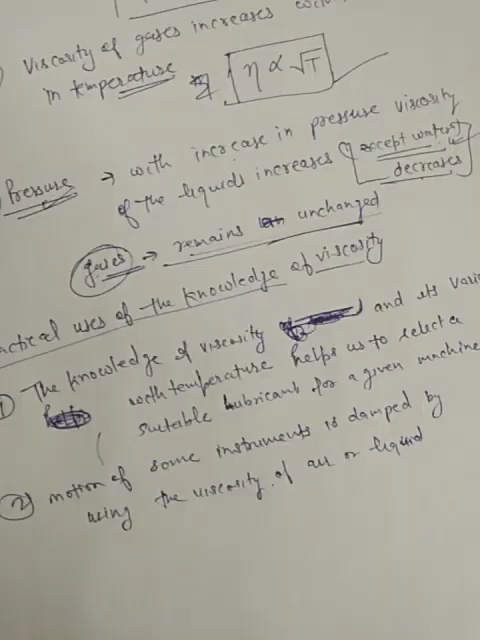 Viscosity of gases increases with
in temperature η ∝ √T
Pressure → with increase in pressure viscosity
of the liquids increases (except water)
decreases
gases → remains unchanged
actical uses of the knowledge of viscosity
① The knowledge of viscosity and its vari
with temperature helps us to select a
suitable lubricant for a given machine
② motion of some instruments is damped by
using the viscosity of air or liquid